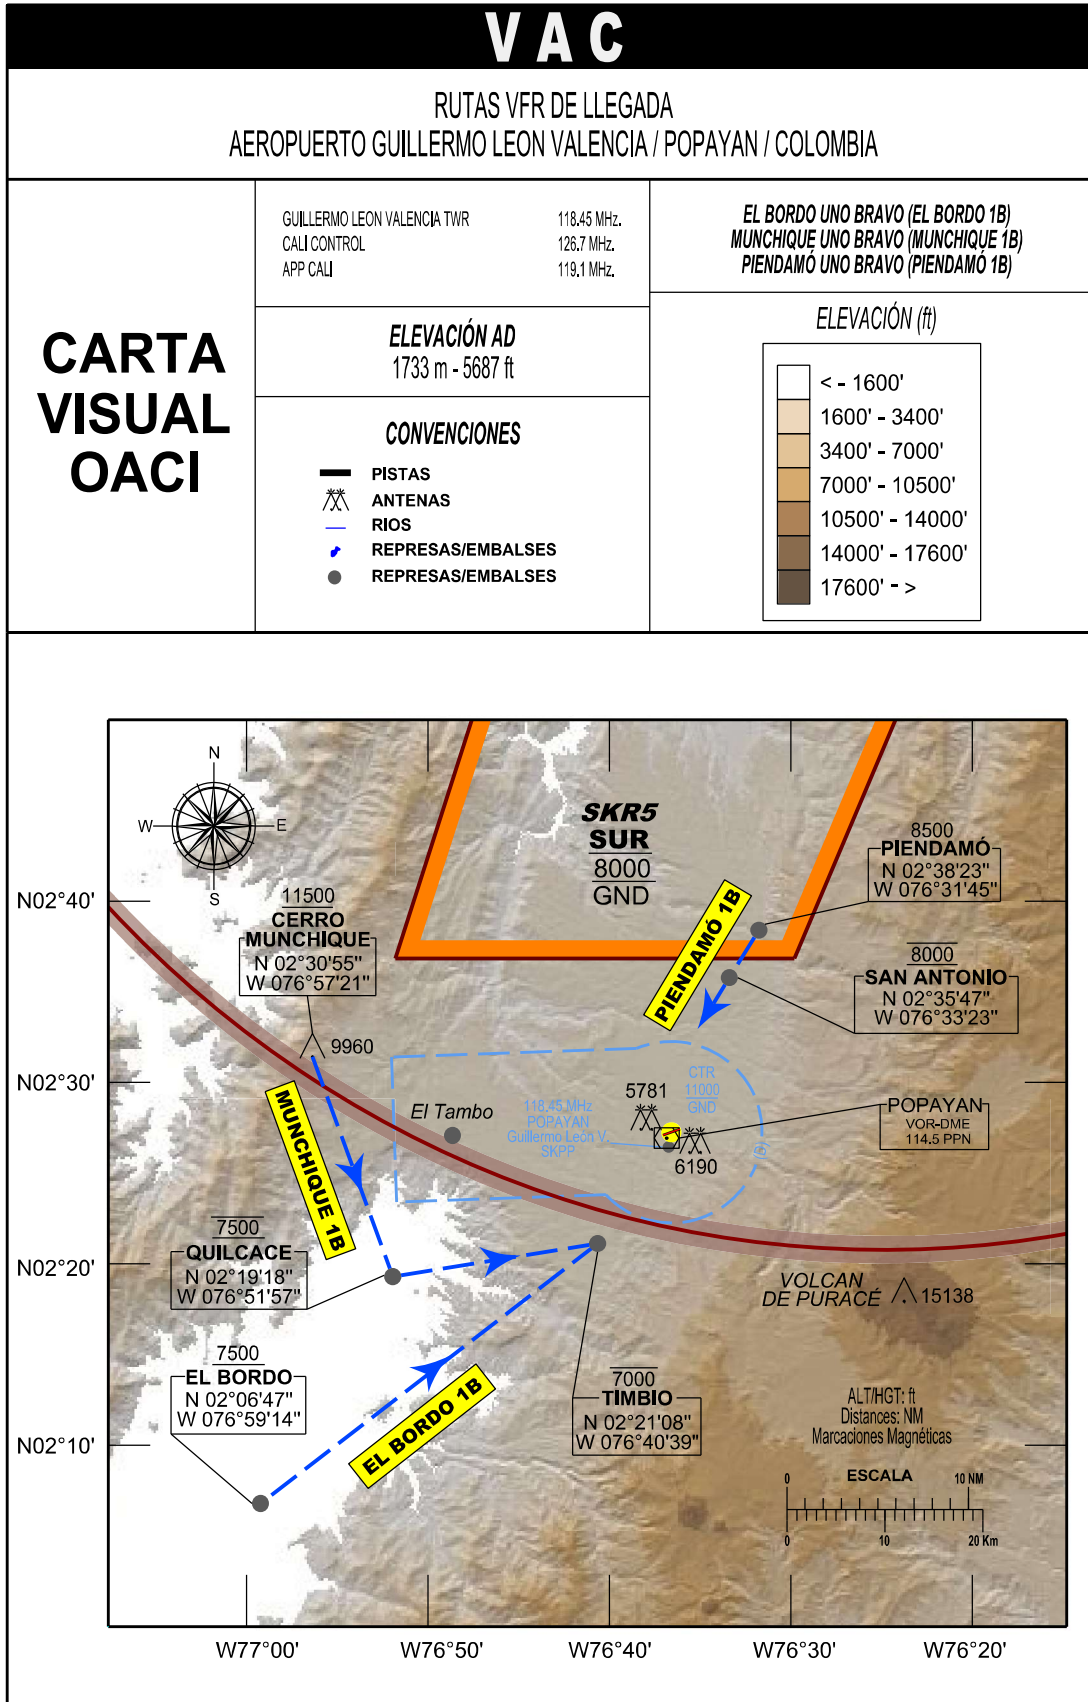 VAC
RUTAS VFR DE LLEGADA
AEROPUERTO GUILLERMO LEON VALENCIA / POPAYAN / COLOMBIA
CARTA
VISUAL
OACI
GUILLERMO LEON VALENCIA TWR 118.45 MHz.
CALI CONTROL 126.7 MHz.
APP CALI 119.1 MHz.
ELEVACIÓN AD
1733 m - 5687 ft
CONVENCIONES
PISTAS
ANTENAS
RIOS
REPRESAS/EMBALSES
REPRESAS/EMBALSES
EL BORDO UNO BRAVO (EL BORDO 1B)
MUNCHIQUE UNO BRAVO (MUNCHIQUE 1B)
PIENDAMÓ UNO BRAVO (PIENDAMÓ 1B)
ELEVACIÓN (ft)
< - 1600'
1600' - 3400'
3400' - 7000'
7000' - 10500'
10500' - 14000'
14000' - 17600'
17600' - >
N
W
E
S
SKR5
SUR
8000
GND
8500
PIENDAMÓ
N 02°38'23"
W 076°31'45"
PIENDAMÓ 1B
N02°40'
11500
CERRO
MUNCHIQUE
N 02°30'55"
W 076°57'21"
8000
SAN ANTONIO
N 02°35'47"
W 076°33'23"
9960
N02°30'
MUNCHIQUE 1B
El Tambo
118.45 MHz
POPAYAN
Guillermo León V.
SKPP
CTR
11000
GND
5781
6190
(G)
POPAYAN
VOR-DME
114.5 PPN
7500
QUILCACE
N 02°19'18"
W 076°51'57"
N02°20'
VOLCAN
DE PURACÉ
15138
7500
EL BORDO
N 02°06'47"
W 076°59'14"
EL BORDO 1B
7000
TIMBIO
N 02°21'08"
W 076°40'39"
ALT/HGT: ft
Distances: NM
Marcaciones Magnéticas
N02°10'
ESCALA
0 10 NM
0 10 20 Km
W77°00'
W76°50'
W76°40'
W76°30'
W76°20'